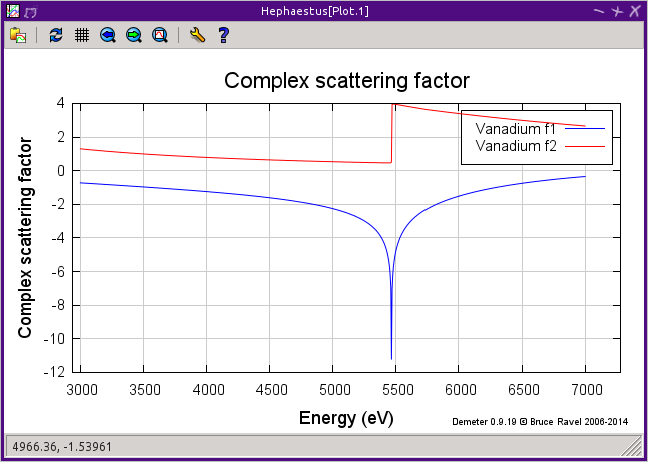 Hephaestus[Plot.1]
Complex scattering factor
Complex scattering factor
4
2
0
-2
-4
-6
-8
-10
-12
Vanadium f1
Vanadium f2
3000 3500 4000 4500 5000 5500 6000 6500 7000
Energy (eV)
Demeter 0.9.19 © Bruce Ravel 2006-2014
4966.36, -1.53961